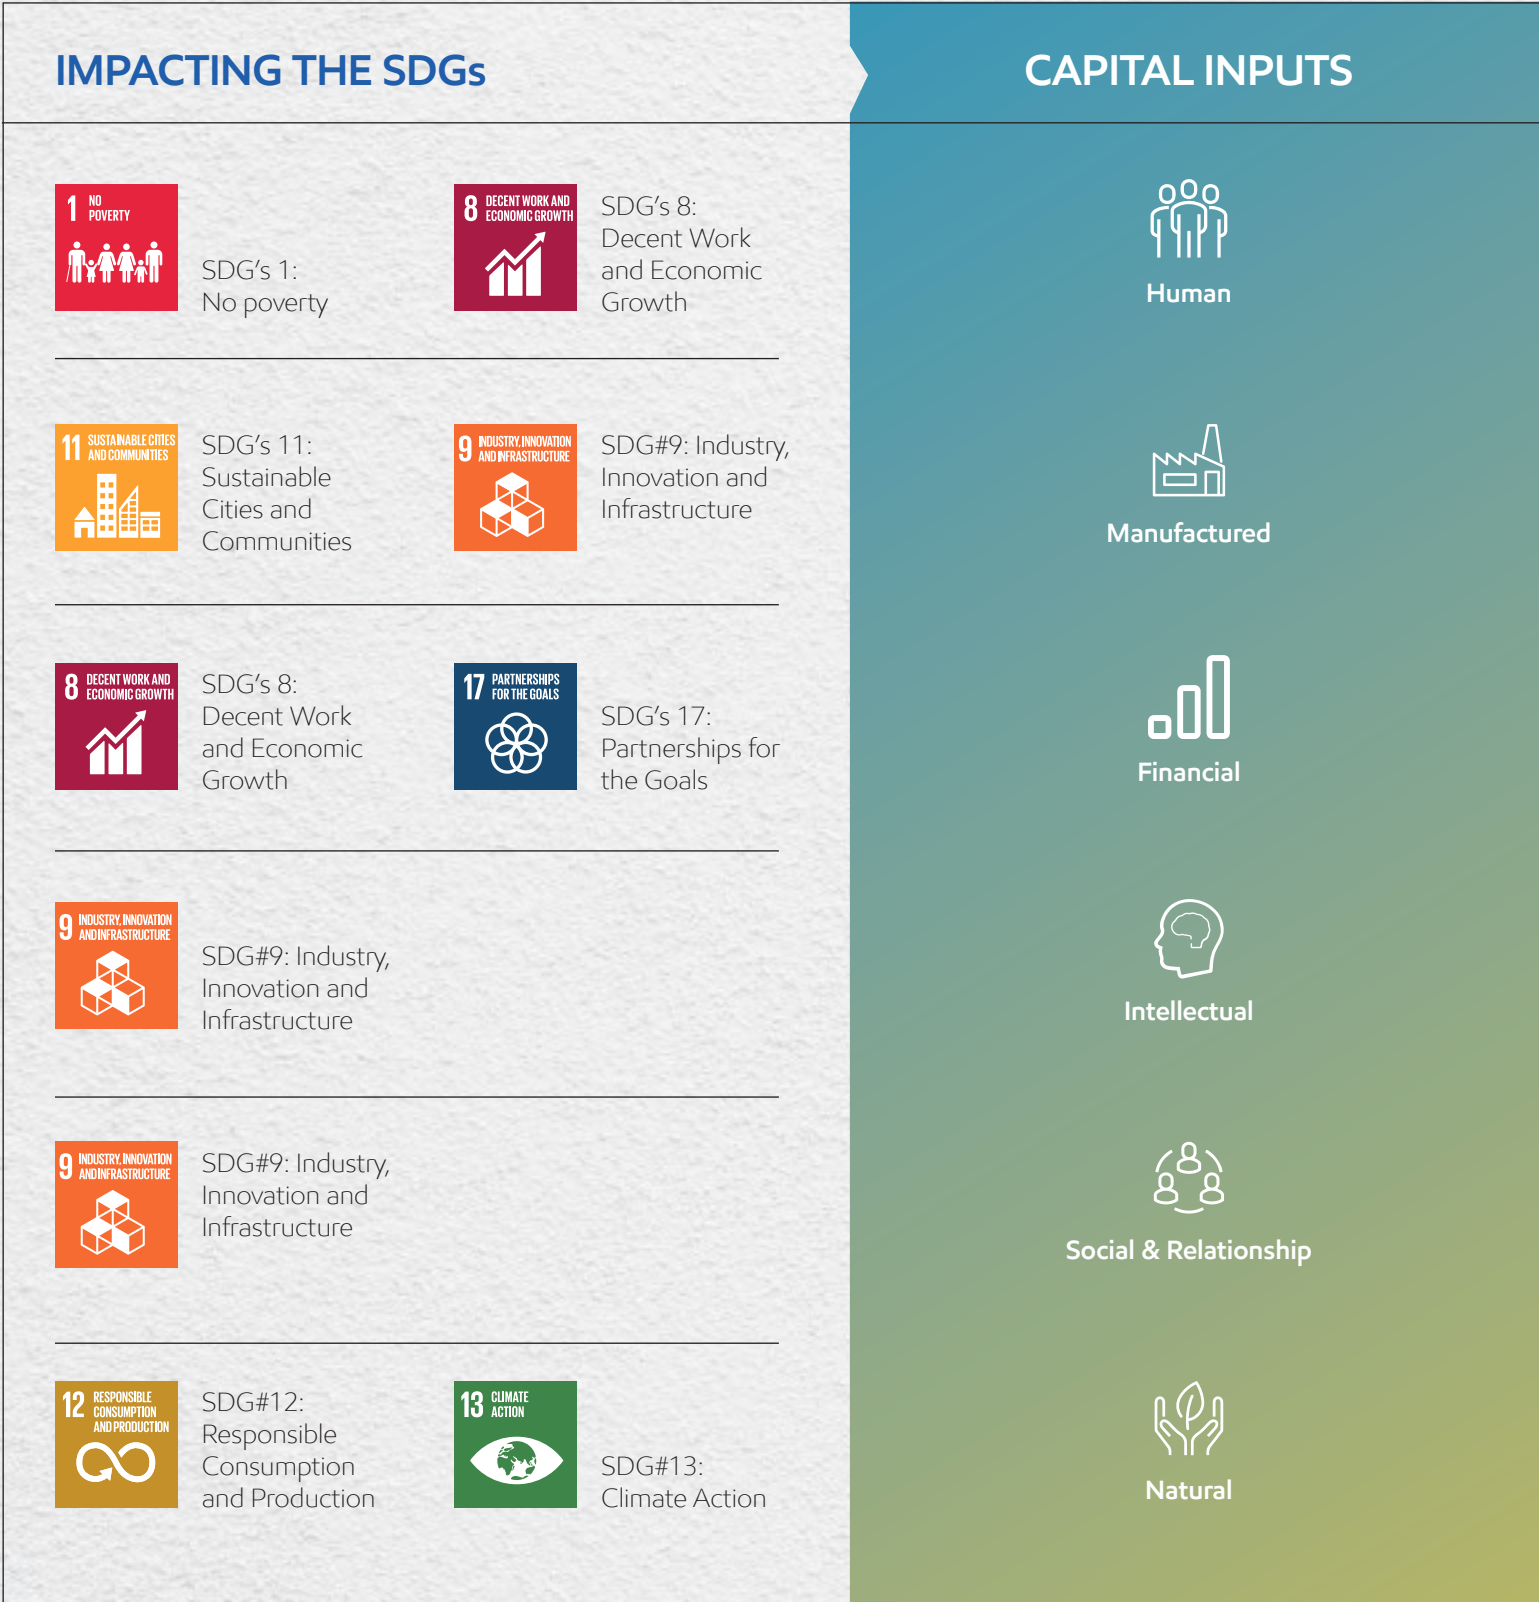 IMPACTING THE SDGs
CAPITAL INPUTS
1 NO
POVERTY
SDG's 1:
No poverty
8 DECENT WORK AND
ECONOMIC GROWTH
SDG's 8:
Decent Work
and Economic
Growth
Human
11 SUSTAINABLE CITIES
AND COMMUNITIES
SDG's 11:
Sustainable
Cities and
Communities
9 INDUSTRY, INNOVATION
AND INFRASTRUCTURE
SDG#9: Industry,
Innovation and
Infrastructure
Manufactured
8 DECENT WORK AND
ECONOMIC GROWTH
SDG's 8:
Decent Work
and Economic
Growth
17 PARTNERSHIPS
FOR THE GOALS
SDG's 17:
Partnerships for
the Goals
Financial
9 INDUSTRY, INNOVATION
AND INFRASTRUCTURE
SDG#9: Industry,
Innovation and
Infrastructure
Intellectual
9 INDUSTRY, INNOVATION
AND INFRASTRUCTURE
SDG#9: Industry,
Innovation and
Infrastructure
Social & Relationship
12 RESPONSIBLE
CONSUMPTION
AND PRODUCTION
SDG#12:
Responsible
Consumption
and Production
13 CLIMATE
ACTION
SDG#13:
Climate Action
Natural